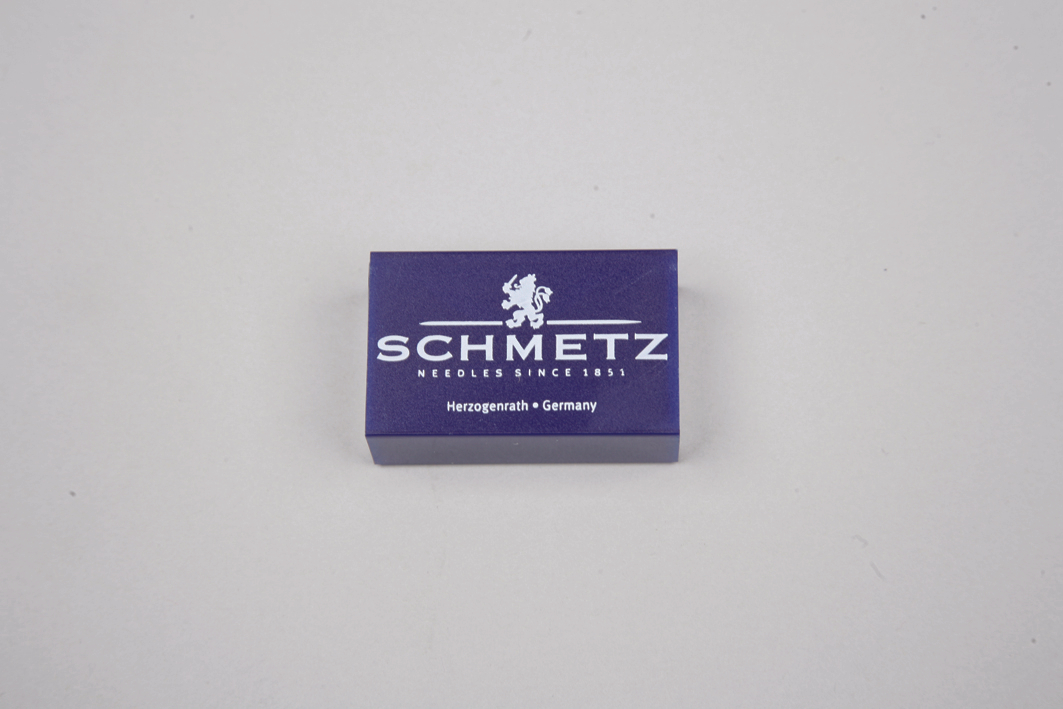 SCHMETZ
NEEDLES SINCE 1851
Herzogenrath • Germany